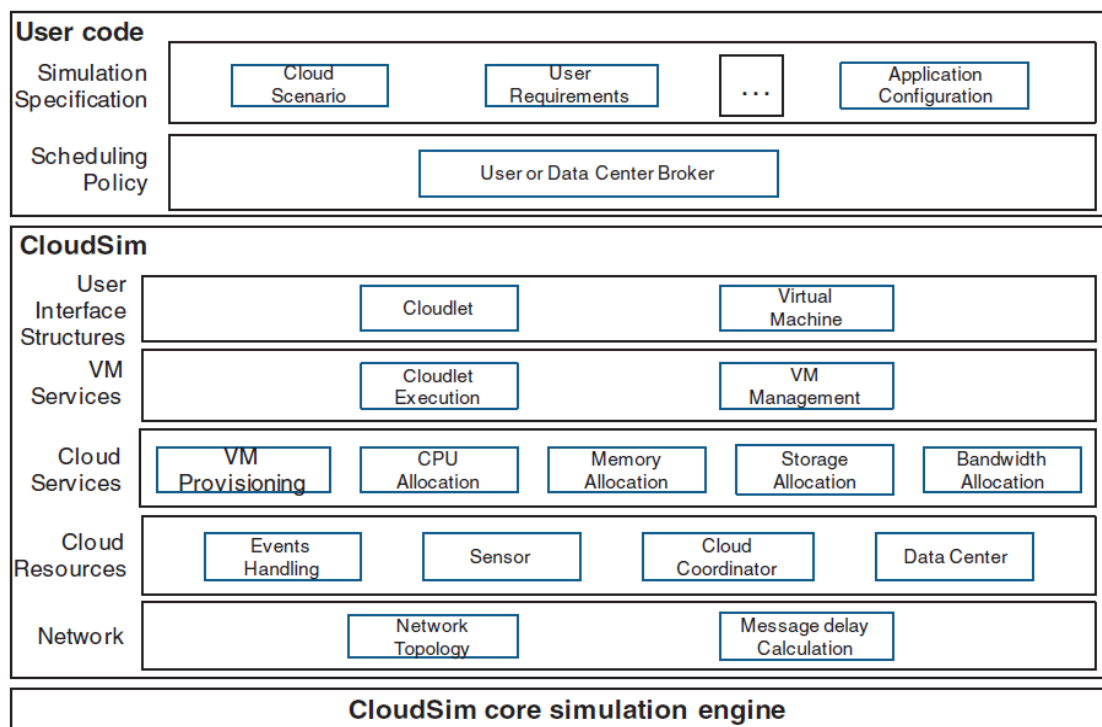 User code
Simulation
Specification
Cloud
Scenario
User
Requirements
...
Application
Configuration
Scheduling
Policy
User or Data Center Broker
CloudSim
User
Interface
Structures
Cloudlet
Virtual
Machine
VM
Services
Cloudlet
Execution
VM
Management
Cloud
Services
VM
Provisioning
CPU
Allocation
Memory
Allocation
Storage
Allocation
Bandwidth
Allocation
Cloud
Resources
Events
Handling
Sensor
Cloud
Coordinator
Data Center
Network
Network
Topology
Message delay
Calculation
CloudSim core simulation engine